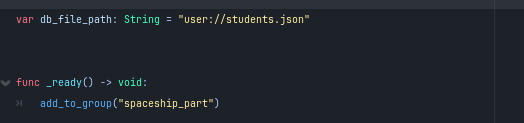 var db_file_path: String = "user://students.json"
func _ready() -> void:
add_to_group("spaceship_part")